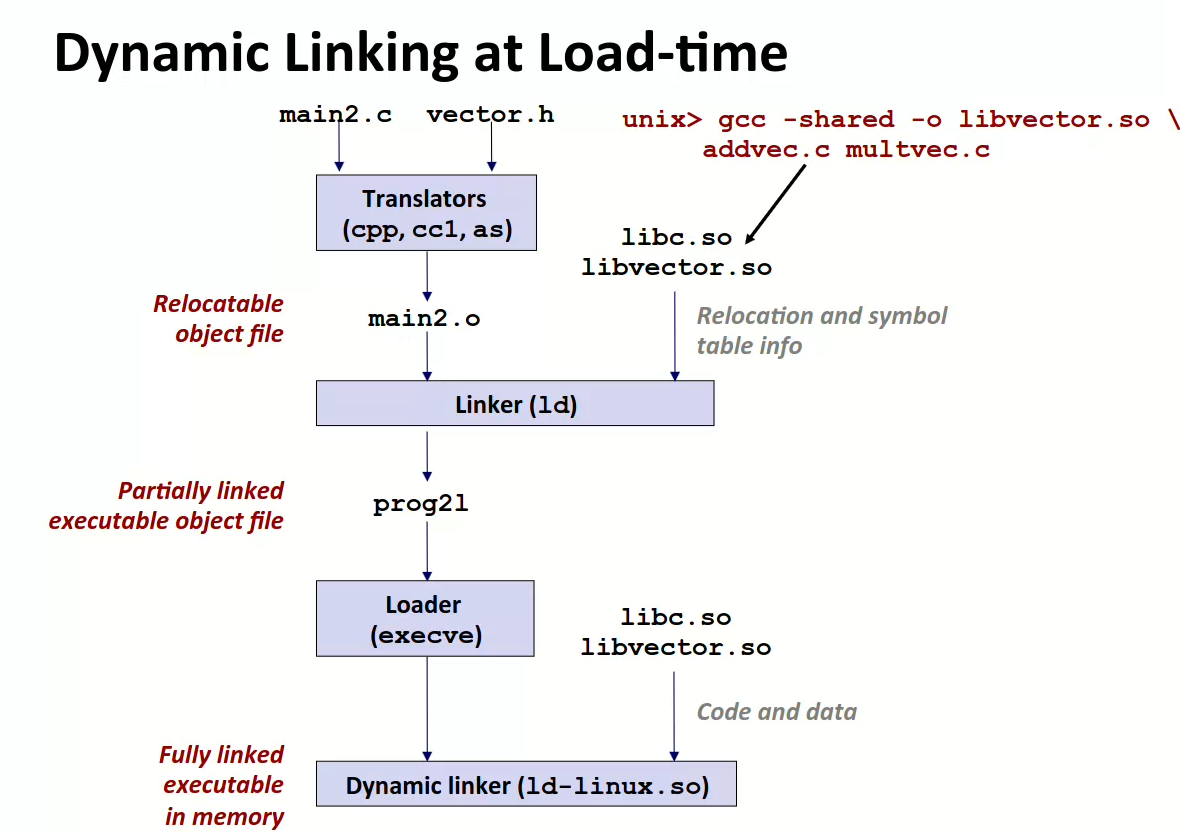 Dynamic Linking at Load-time
main2.c vector.h
unix> gcc -shared -o libvector.so \
addvec.c multvec.c
Translators
(cpp, cc1, as)
libc.so
libvector.so
Relocatable
object file
main2.o
Relocation and symbol
table info
Linker (ld)
Partially linked
executable object file
prog2l
Loader
(execve)
libc.so
libvector.so
Code and data
Fully linked
executable
in memory
Dynamic linker (ld-linux.so)